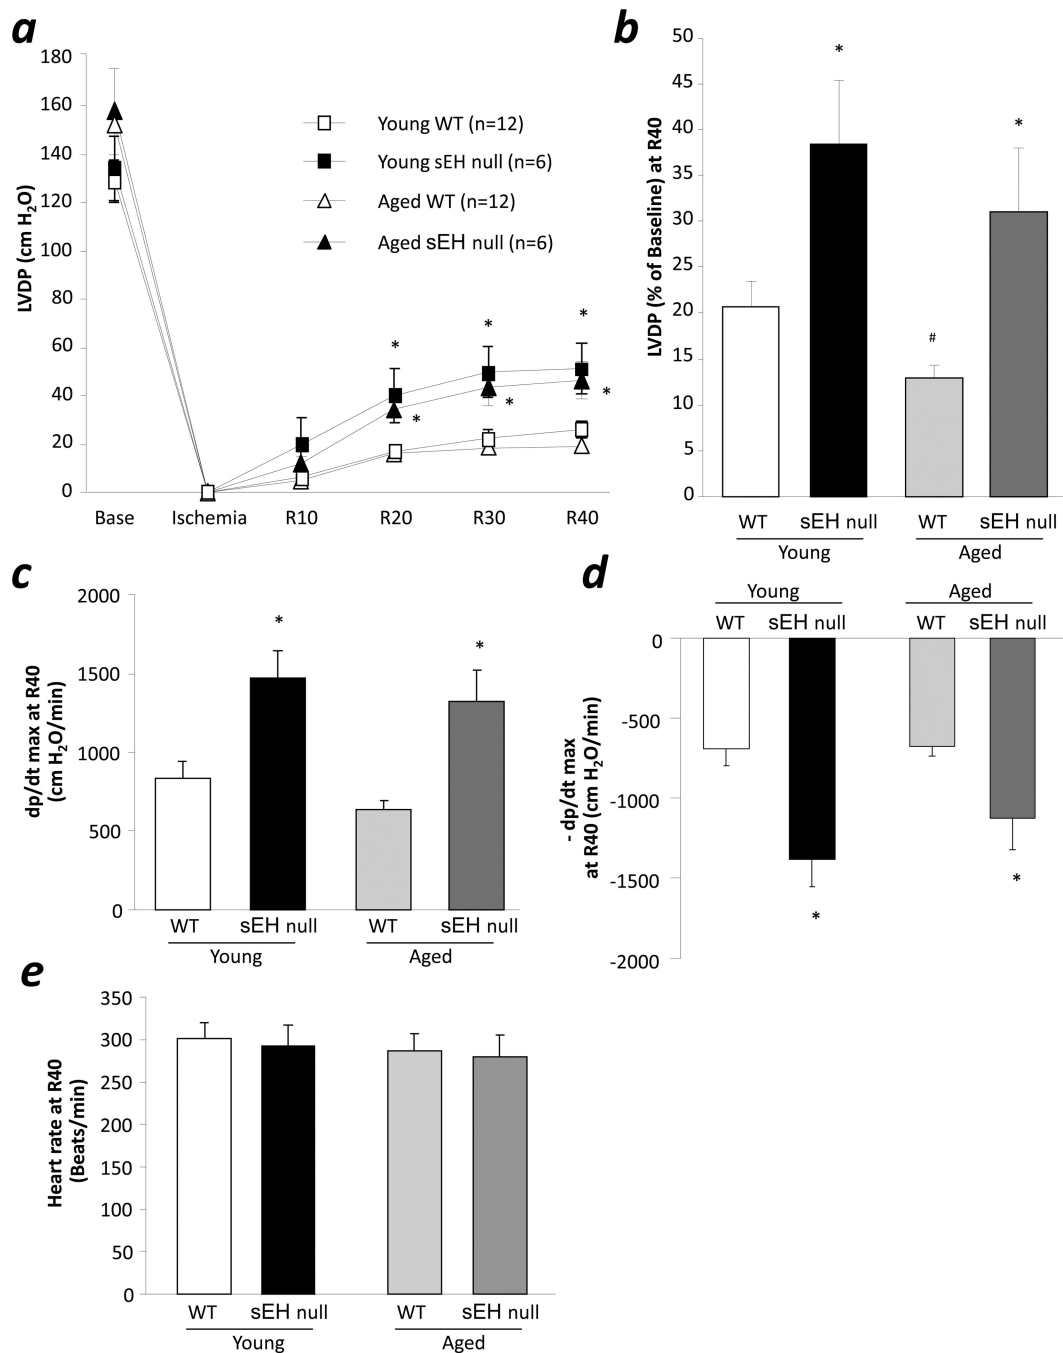 a
LVDP (cm H2O)
180
160
140
120
100
80
60
40
20
0
Young WT (n=12)
Young sEH null (n=6)
Aged WT (n=12)
Aged sEH null (n=6)
* * *
* * *
Base Ischemia R10 R20 R30 R40
b
LVDP (% of Baseline) at R40
50
45
40
35
30
25
20
15
10
5
0
* # *
WT sEH null WT sEH null
Young Aged
c
dp/dt max at R40
(cm H2O/min)
2000
1500
1000
500
0
* *
WT sEH null WT sEH null
Young Aged
d
Young Aged
WT sEH null WT sEH null
- dp/dt max
at R40 (cm H2O/min)
0
-500
-1000
-1500
-2000
* *
e
Heart rate at R40
(Beats/min)
350
300
250
200
150
100
50
0
WT sEH null WT sEH null
Young Aged